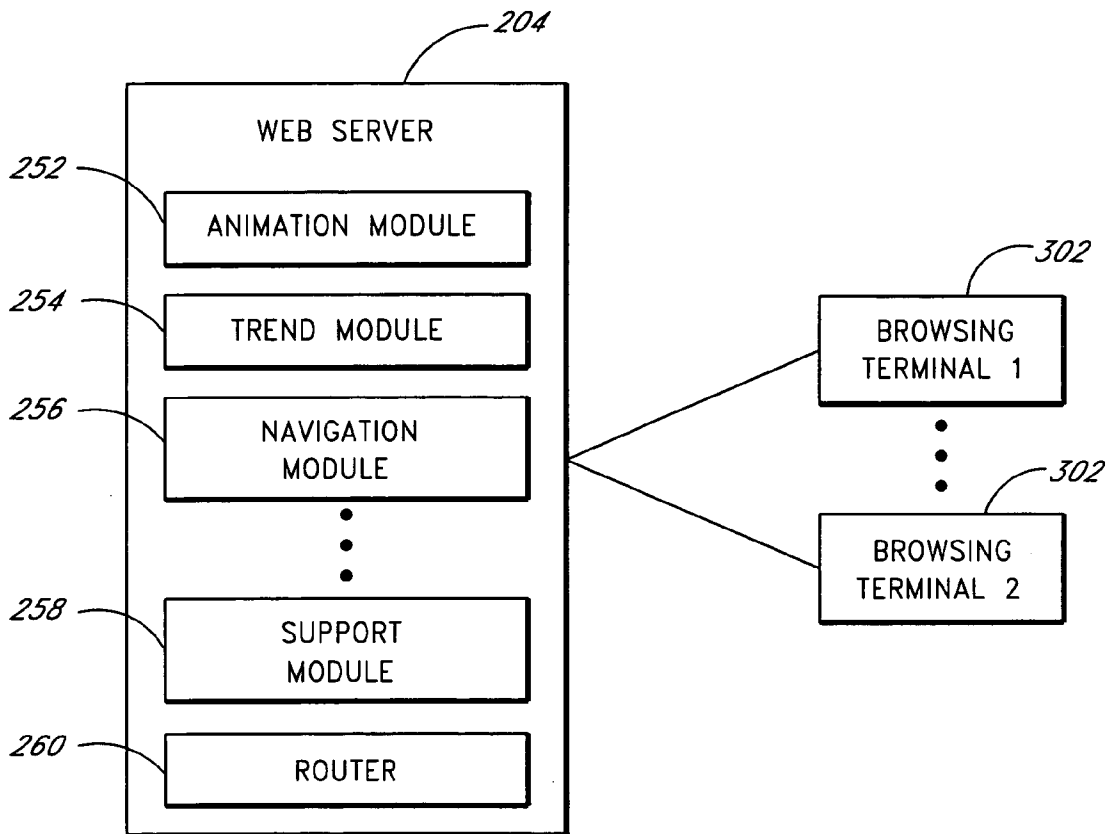 204
WEB SERVER
252
ANIMATION MODULE
254
TREND MODULE
256
NAVIGATION
MODULE
258
SUPPORT
MODULE
260
ROUTER
302
BROWSING
TERMINAL 1
302
BROWSING
TERMINAL 2